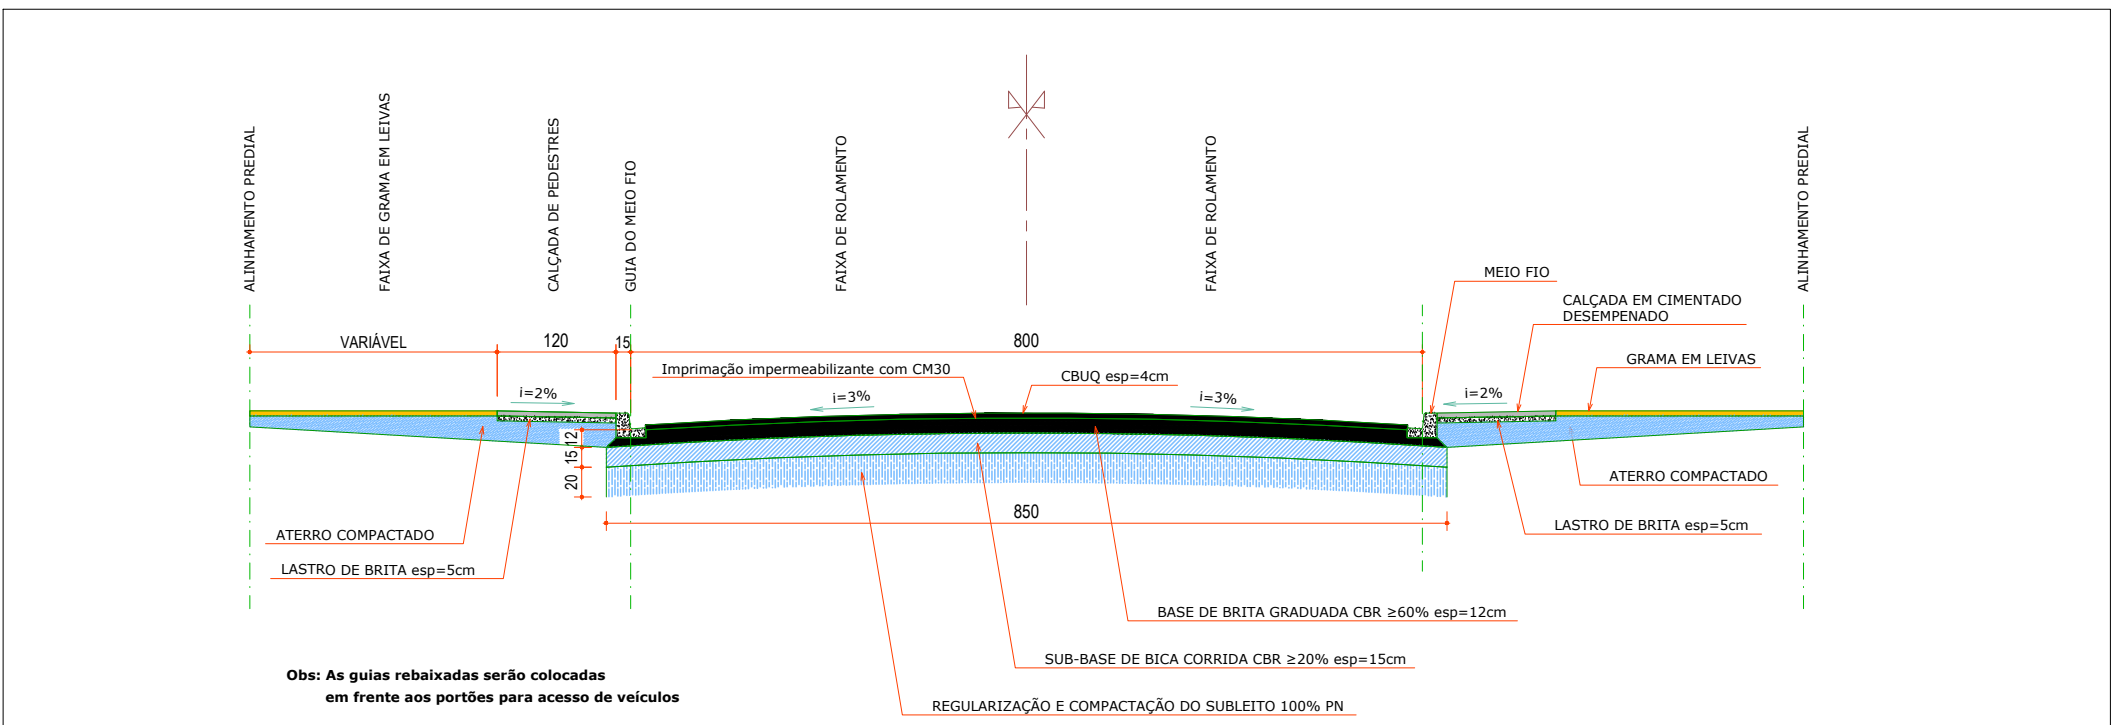 ALINHAMENTO PREDIAL
FAIXA DE GRAMA EM LEIVAS
CALÇADA DE PEDESTRES
GUIA DO MEIO FIO
FAIXA DE ROLAMENTO
FAIXA DE ROLAMENTO
ALINHAMENTO PREDIAL
MEIO FIO
CALÇADA EM CIMENTADO
DESEMPENADO
GRAMA EM LEIVAS
VARIÁVEL
120
15
800
Imprimação impermeabilizante com CM30
CBUQ esp=4cm
i=2%
i=3%
i=3%
i=2%
12
15
20
850
ATERRO COMPACTADO
LASTRO DE BRITA esp=5cm
ATERRO COMPACTADO
LASTRO DE BRITA esp=5cm
BASE DE BRITA GRADUADA CBR ≥60% esp=12cm
SUB-BASE DE BICA CORRIDA CBR ≥20% esp=15cm
REGULARIZAÇÃO E COMPACTAÇÃO DO SUBLEITO 100% PN
Obs: As guias rebaixadas serão colocadas
em frente aos portões para acesso de veículos